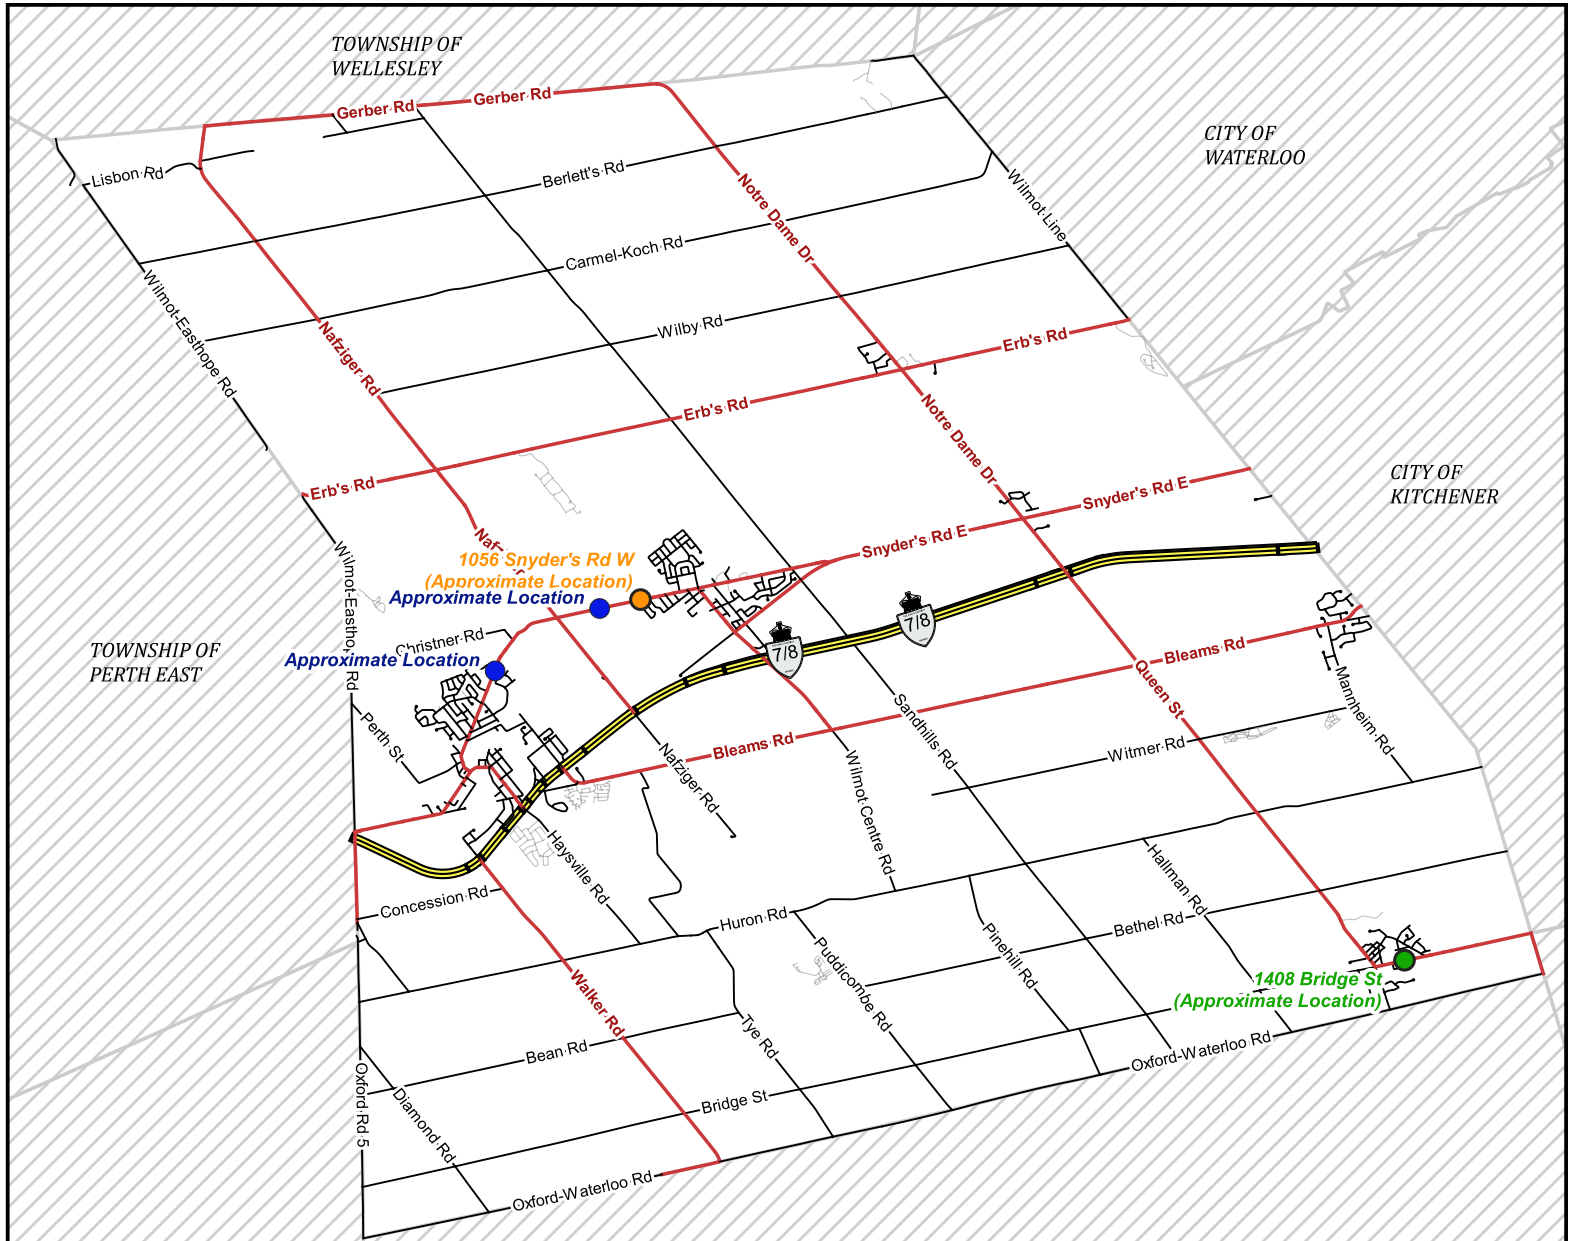 TOWNSHIP OF
WELLESLEY
Gerber Rd
Gerber Rd
CITY OF
WATERLOO
Lisbon Rd
Berlett's Rd
Notre Dame Dr
Wilmot Line
Carmel-Koch Rd
Wilmot-Easthope Rd
Nafziger Rd
Wilby Rd
Erb's Rd
Erb's Rd
Notre Dame Dr
Erb's Rd
CITY OF
KITCHENER
Snyder's Rd E
Snyder's Rd E
1056 Snyder's Rd W
(Approximate Location)
Approximate Location
Wilmot-Eastho
Rd
Christner Rd
7/8
7/8
TOWNSHIP OF
PERTH EAST
Approximate Location
Bleams Rd
Queen St
Mannheim Rd
Perth St
Sandhills Rd
Bleams Rd
Nafziger Rd
Witmer Rd
Wilmot Centre Rd
Haysville Rd
Hallman Rd
Concession Rd
Huron Rd
Bethel Rd
Pinehill Rd
Puddicombe Rd
Walker Rd
1408 Bridge St
(Approximate Location)
Tye Rd
Bean Rd
Oxford-Waterloo Rd
Oxford Rd 5
Diamond Rd
Bridge St
Oxford-Waterloo Rd